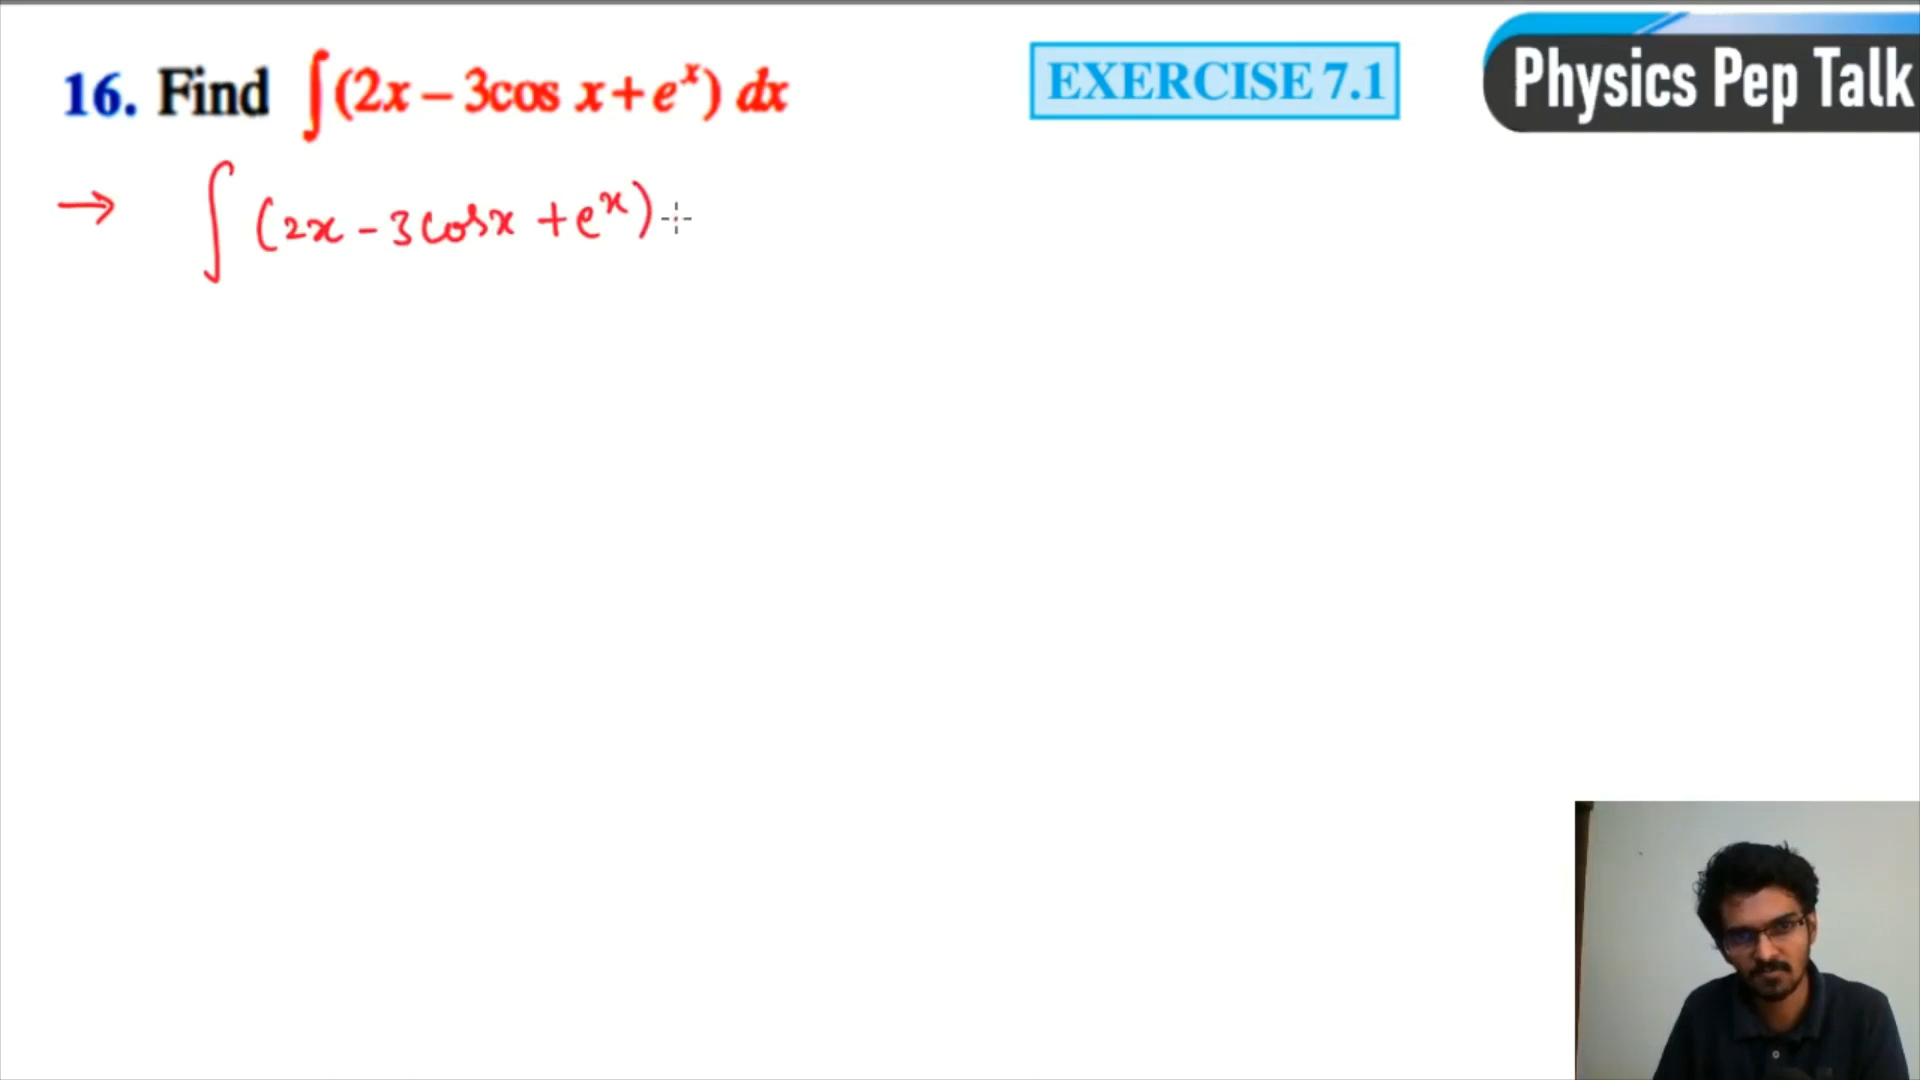 16. Find ∫(2x – 3cos x + eˣ) dx
EXERCISE 7.1
Physics Pep Talk
→ ∫ (2x – 3cosx + eˣ)